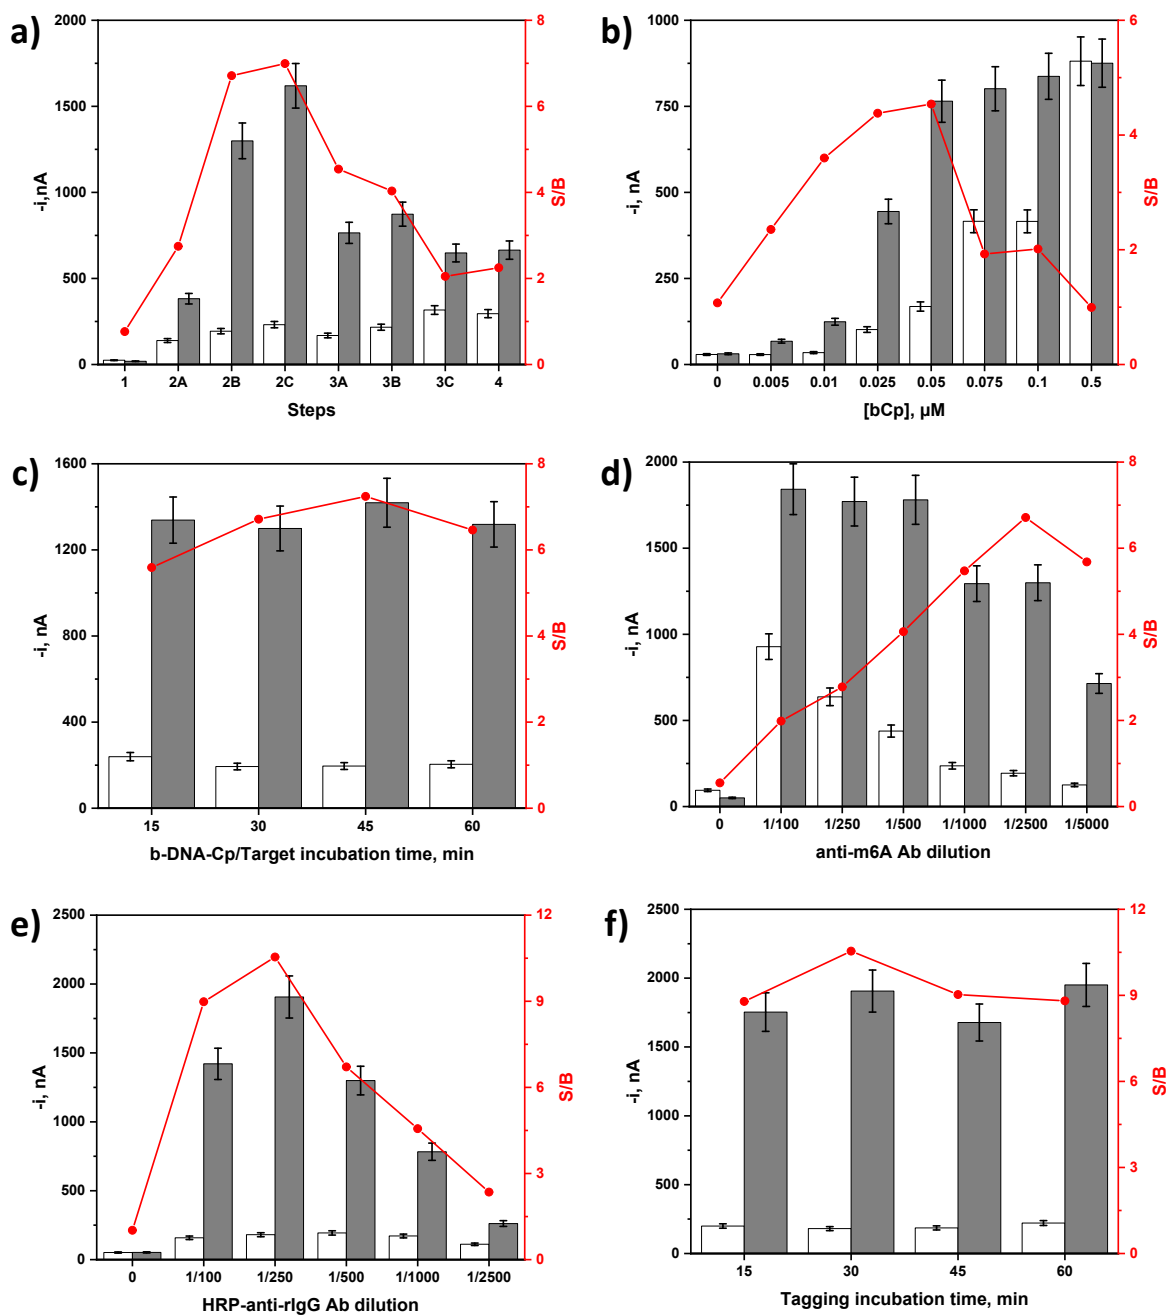 a)
2000
1500
1000
500
0
-i,nA
8
6
4
2
0
S/B
1 2A 2B 2C 3A 3B 3C 4
Steps
b)
1000
750
500
250
0
-i, nA
6
4
2
0
S/B
0 0.005 0.01 0.025 0.05 0.075 0.1 0.5
[bCp], µM
c)
1600
1200
800
400
0
-i, nA
8
6
4
2
0
S/B
15 30 45 60
b-DNA-Cp/Target incubation time, min
d)
2000
1500
1000
500
0
-i, nA
8
6
4
2
0
S/B
0 1/100 1/250 1/500 1/1000 1/2500 1/5000
anti-m6A Ab dilution
e)
2500
2000
1500
1000
500
0
-i, nA
12
9
6
3
0
S/B
0 1/100 1/250 1/500 1/1000 1/2500
HRP-anti-rIgG Ab dilution
f)
2500
2000
1500
1000
500
0
-i, nA
12
9
6
3
0
S/B
15 30 45 60
Tagging incubation time, min